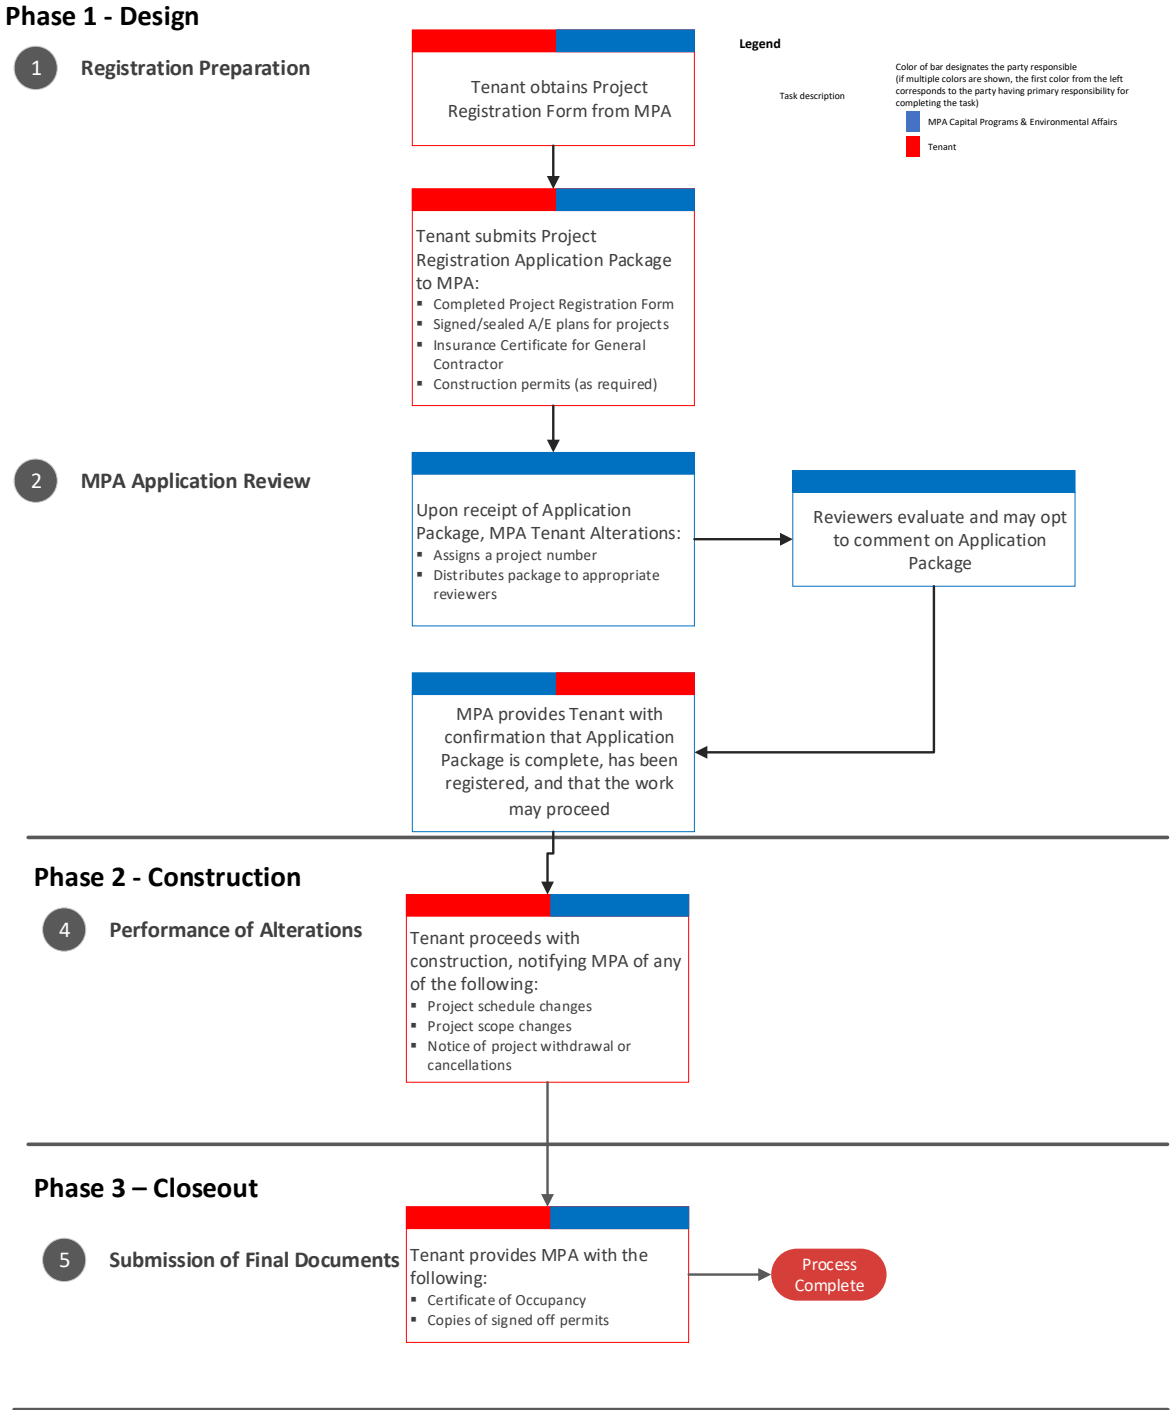 Phase 1 - Design
1
Registration Preparation
Tenant obtains Project
Registration Form from MPA
Legend
Task description
Color of bar designates the party responsible
(if multiple colors are shown, the first color from the left
corresponds to the party having primary responsibility for
completing the task)
MPA Capital Programs & Environmental Affairs
Tenant
Tenant submits Project
Registration Application Package
to MPA:
▪ Completed Project Registration Form
▪ Signed/sealed A/E plans for projects
▪ Insurance Certificate for General
Contractor
▪ Construction permits (as required)
2
MPA Application Review
Upon receipt of Application
Package, MPA Tenant Alterations:
▪ Assigns a project number
▪ Distributes package to appropriate
reviewers
Reviewers evaluate and may opt
to comment on Application
Package
MPA provides Tenant with
confirmation that Application
Package is complete, has been
registered, and that the work
may proceed
Phase 2 - Construction
4
Performance of Alterations
Tenant proceeds with
construction, notifying MPA of any
of the following:
▪ Project schedule changes
▪ Project scope changes
▪ Notice of project withdrawal or
cancellations
Phase 3 – Closeout
5
Submission of Final Documents
Tenant provides MPA with the
following:
▪ Certificate of Occupancy
▪ Copies of signed off permits
Process
Complete